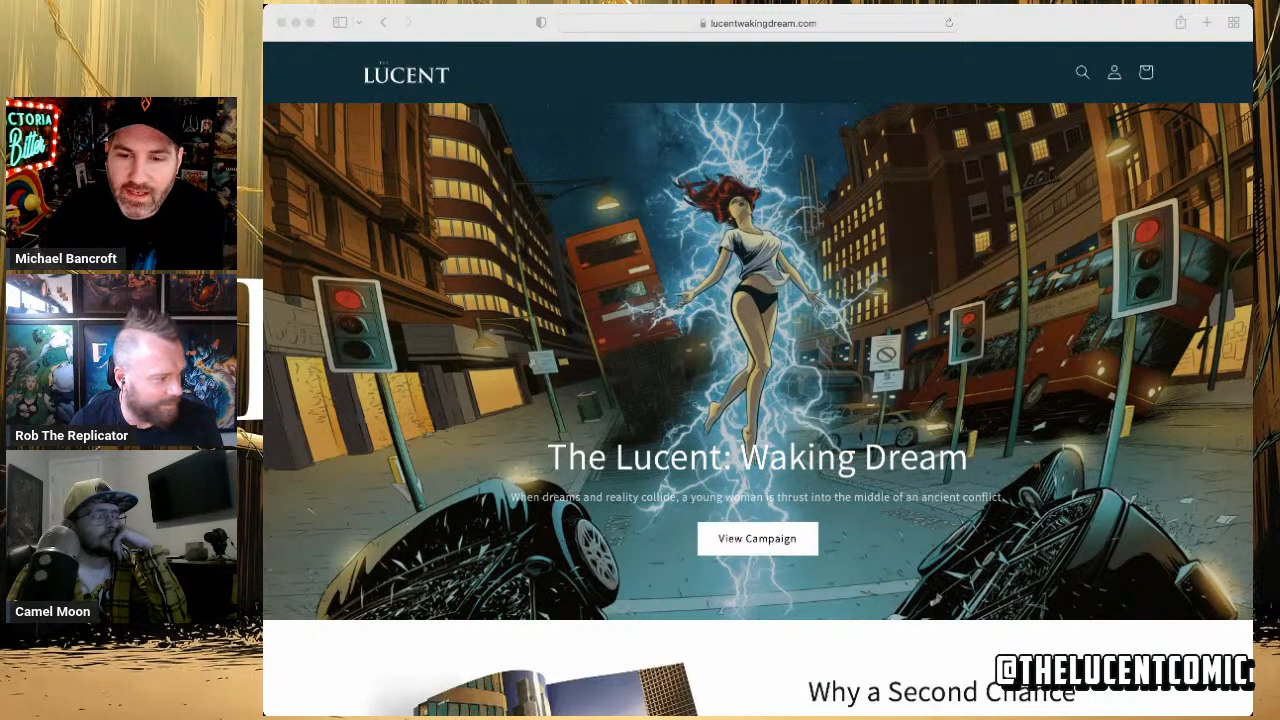 lucentwakingdream.com
THE
LUCENT
CTORIA
Bitter
Michael Bancroft
Rob The Replicator
Camel Moon
The Lucent: Waking Dream
When dreams and reality collide, a young woman is thrust into the middle of an ancient conflict.
View Campaign
Why a Second Chance
@THELUCENTCOMIC